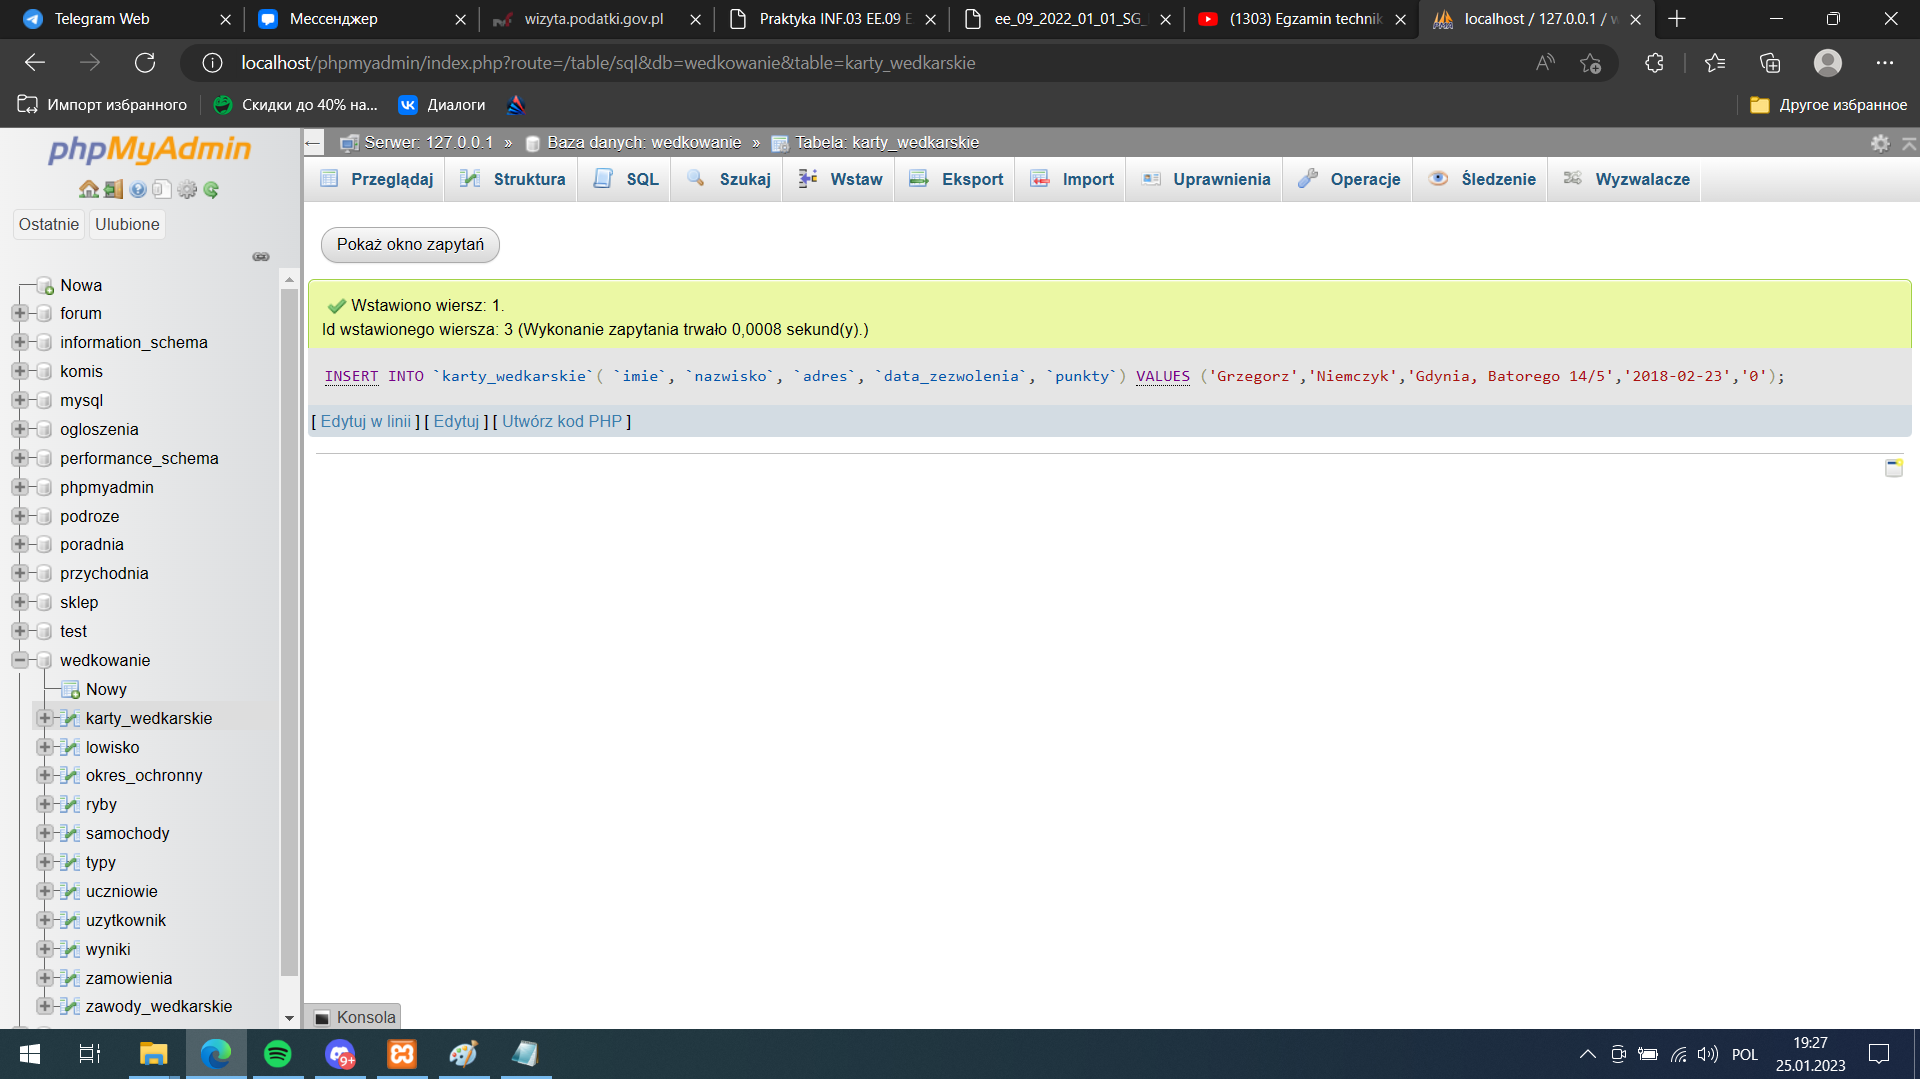 Telegram Web
Мессенджер
wizyta.podatki.gov.pl
Praktyka INF.03 EE.09 E
ee_09_2022_01_01_SG_
(1303) Egzamin technik
localhost / 127.0.0.1 / w
localhost/phpmyadmin/index.php?route=/table/sql&db=wedkowanie&table=karty_wedkarskie
Импорт избранного
Скидки до 40% на...
Диалоги
Другое избранное
phpMyAdmin
Ostatnie
Ulubione
Nowa
forum
information_schema
komis
mysql
ogloszenia
performance_schema
phpmyadmin
podroze
poradnia
przychodnia
sklep
test
wedkowanie
Nowy
karty_wedkarskie
lowisko
okres_ochronny
ryby
samochody
typy
uczniowie
uzytkownik
wyniki
zamowienia
zawody_wedkarskie
Serwer: 127.0.0.1 » Baza danych: wedkowanie » Tabela: karty_wedkarskie
Przeglądaj
Struktura
SQL
Szukaj
Wstaw
Eksport
Import
Uprawnienia
Operacje
Śledzenie
Wyzwalacze
Pokaż okno zapytań
Wstawiono wiersz: 1.
Id wstawionego wiersza: 3 (Wykonanie zapytania trwało 0,0008 sekund(y).)
INSERT INTO `karty_wedkarskie`( `imie`, `nazwisko`, `adres`, `data_zezwolenia`, `punkty`) VALUES ('Grzegorz','Niemczyk','Gdynia, Batorego 14/5','2018-02-23','0');
[ Edytuj w linii ] [ Edytuj ] [ Utwórz kod PHP ]
Konsola
9+
POL
19:27
25.01.2023